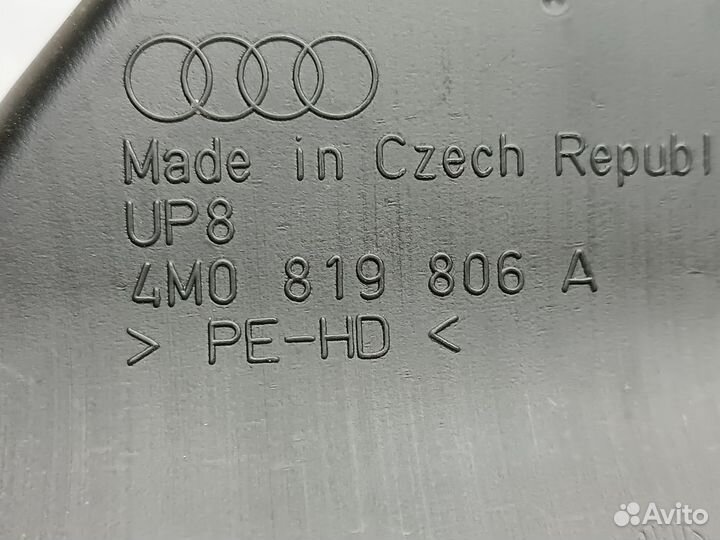 Made in Czech Republ
UP8
4M0 819 806 A
> PE-HD <
Avito